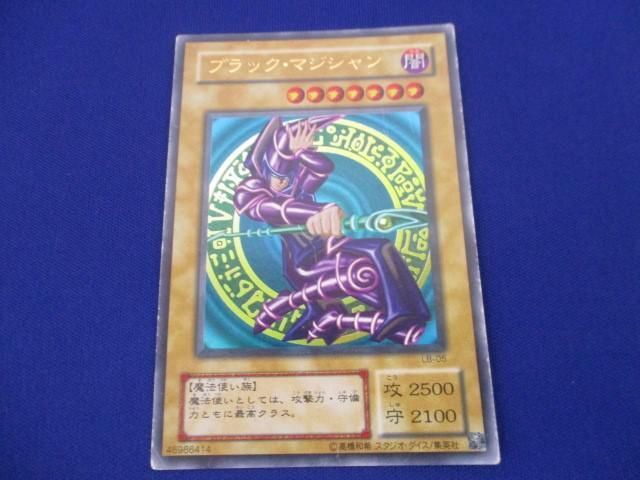 ブラック・マジシャン
闇
LB-05
【魔法使い族】
魔法使いとしては、攻撃力・守備
力ともに最高クラス。
攻 2500
守 2100
46986414
©高橋和希 スタジオ・ダイス/集英社